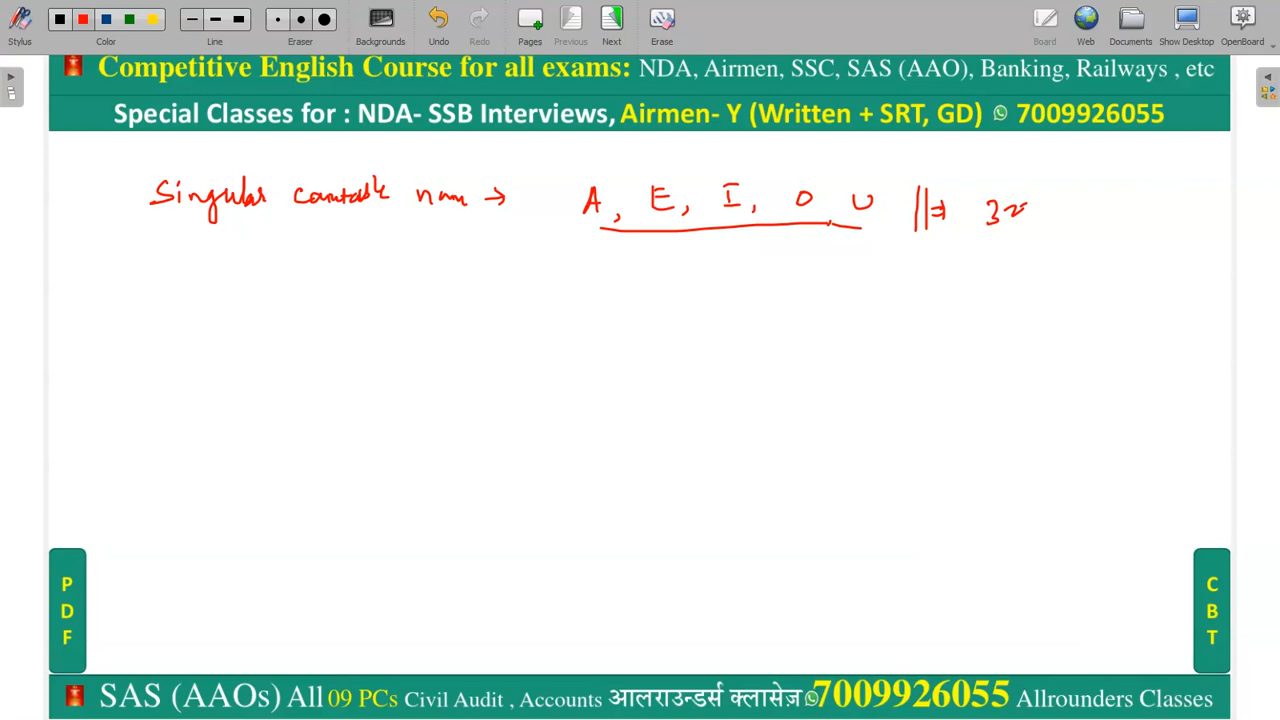 Stylus Color Line Eraser Backgrounds Undo Redo Pages Previous Next Erase Board Web Documents Show Desktop OpenBoard
Competitive English Course for all exams: NDA, Airmen, SSC, SAS (AAO), Banking, Railways , etc
Special Classes for : NDA- SSB Interviews, Airmen- Y (Written + SRT, GD) 7009926055
Singular countable noun → A, E, I, O U ||⇒
PDF
CBT
SAS (AAOs) All 09 PCs Civil Audit , Accounts आलराउन्डर्स क्लासेज़ 7009926055 Allrounders Classes